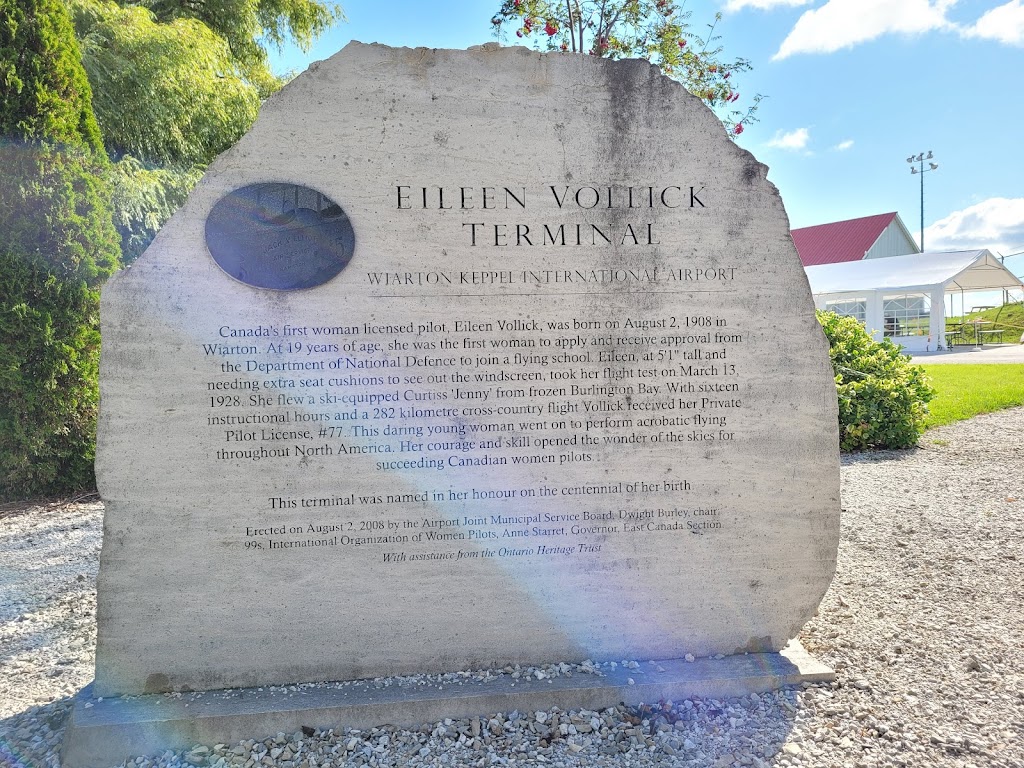 EILEEN VOLLICK
TERMINAL
WIARTON KEPPEL INTERNATIONAL AIRPORT
Canada's first woman licensed pilot, Eileen Vollick, was born on August 2, 1908 in
Wiarton. At 19 years of age, she was the first woman to apply and receive approval from
the Department of National Defence to join a flying school. Eileen, at 5'1" tall and
needing extra seat cushions to see out the windscreen, took her flight test on March 13,
1928. She flew a ski-equipped Curtiss 'Jenny' from frozen Burlington Bay. With sixteen
instructional hours and a 282 kilometre cross-country flight Vollick received her Private
Pilot License, #77. This daring young woman went on to perform acrobatic flying
throughout North America. Her courage and skill opened the wonder of the skies for
succeeding Canadian women pilots.
This terminal was named in her honour on the centennial of her birth
Erected on August 2, 2008 by the Airport Joint Municipal Service Board, Dwight Burley, chair.
99s, International Organization of Women Pilots, Anne Starret, Governor, East Canada Section.
With assistance from the Ontario Heritage Trust